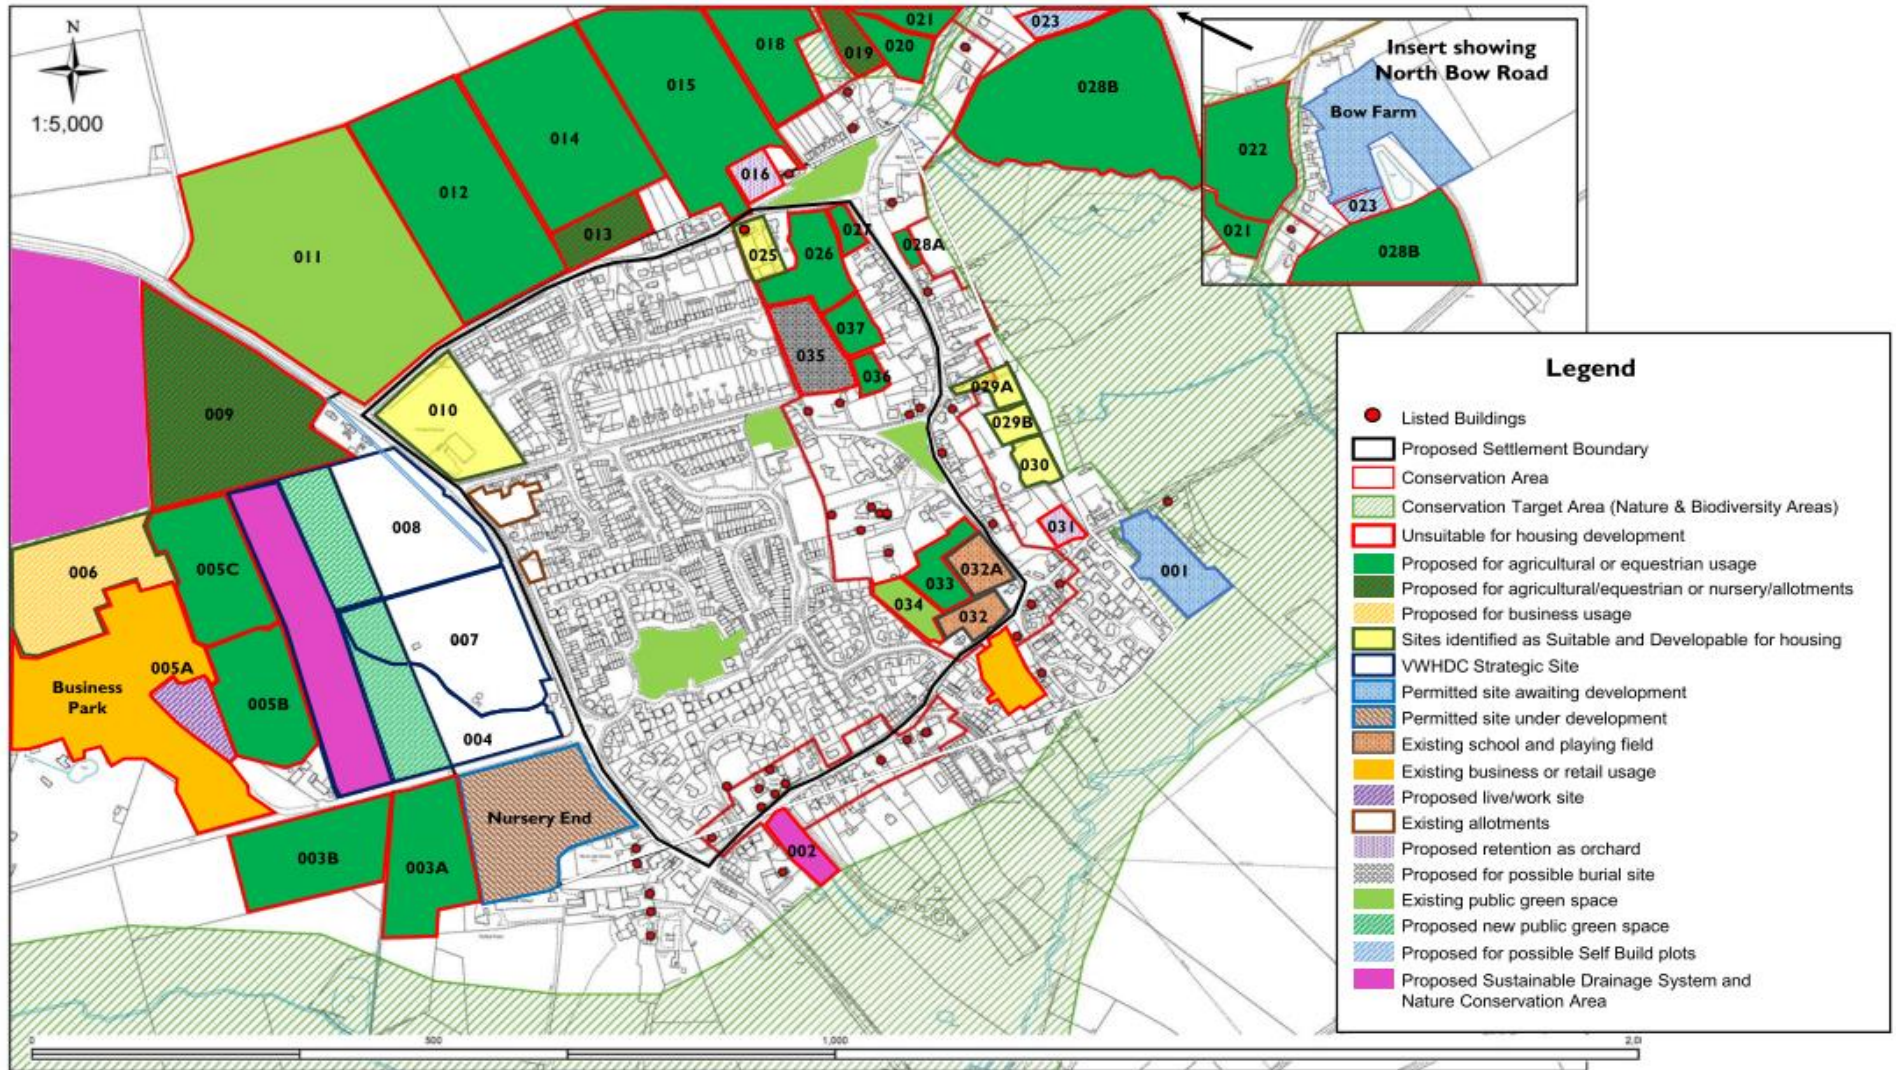 N
1:5,000
021
023
018
019
020
015
028B
014
012
016
013
011
025
026
027
028A
037
035
036
010
009
029A
029B
030
008
031
001
006
005C
032A
033
034
032
007
005A
Business
Park
005B
004
Nursery End
003B
003A
002
Insert showing
North Bow Road
Bow Farm
022
023
021
028B
Legend
Listed Buildings
Proposed Settlement Boundary
Conservation Area
Conservation Target Area (Nature & Biodiversity Areas)
Unsuitable for housing development
Proposed for agricultural or equestrian usage
Proposed for agricultural/equestrian or nursery/allotments
Proposed for business usage
Sites identified as Suitable and Developable for housing
VWHDC Strategic Site
Permitted site awaiting development
Permitted site under development
Existing school and playing field
Existing business or retail usage
Proposed live/work site
Existing allotments
Proposed retention as orchard
Proposed for possible burial site
Existing public green space
Proposed new public green space
Proposed for possible Self Build plots
Proposed Sustainable Drainage System and
Nature Conservation Area
0 500 1,000